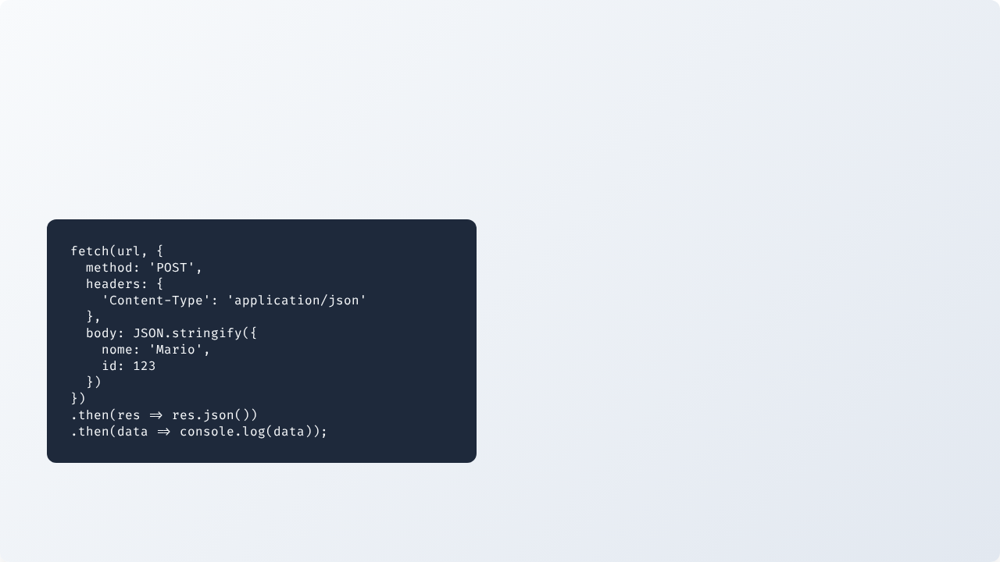 fetch(url, {
  method: 'POST',
  headers: {
    'Content-Type': 'application/json'
  },
  body: JSON.stringify({
    nome: 'Mario',
    id: 123
  })
})
.then(res => res.json())
.then(data => console.log(data));